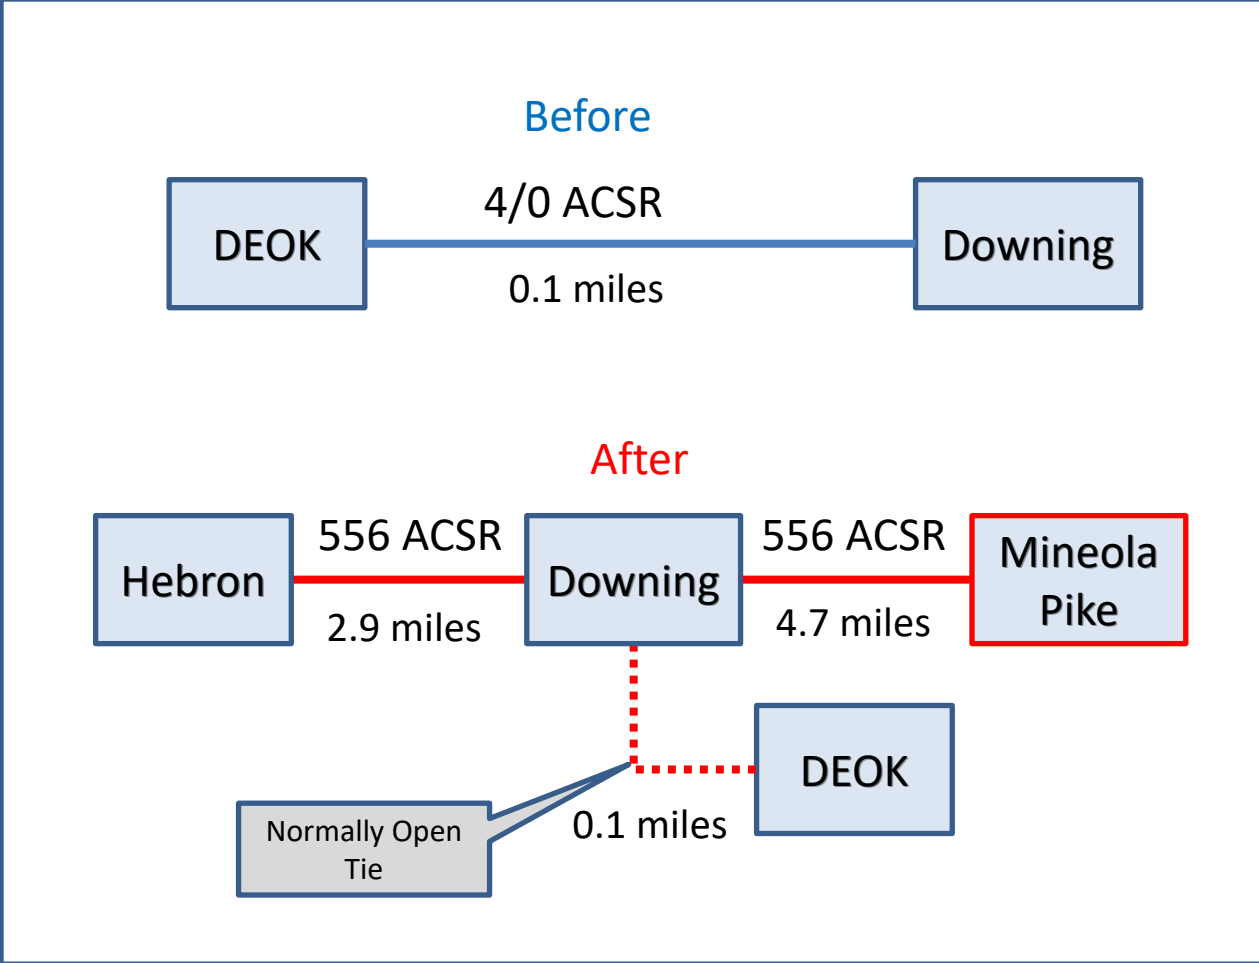 Before
4/0 ACSR
DEOK
Downing
0.1 miles
After
556 ACSR
556 ACSR
Hebron
Downing
Mineola
Pike
2.9 miles
4.7 miles
DEOK
0.1 miles
Normally Open
Tie